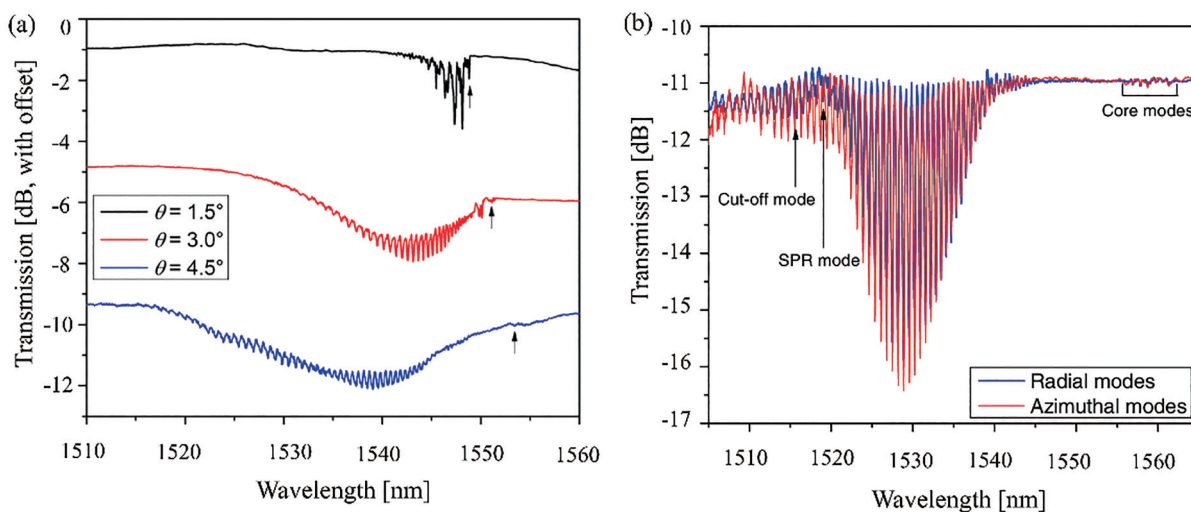 (a)
0
-2
-4
-6
-8
-10
-12
Transmission [dB, with offset]
θ = 1.5°
θ = 3.0°
θ = 4.5°
1510 1520 1530 1540 1550 1560
Wavelength [nm]
(b)
-10
-11
-12
-13
-14
-15
-16
-17
Transmission [dB]
Core modes
Cut-off mode
SPR mode
Radial modes
Azimuthal modes
1510 1520 1530 1540 1550 1560
Wavelength [nm]